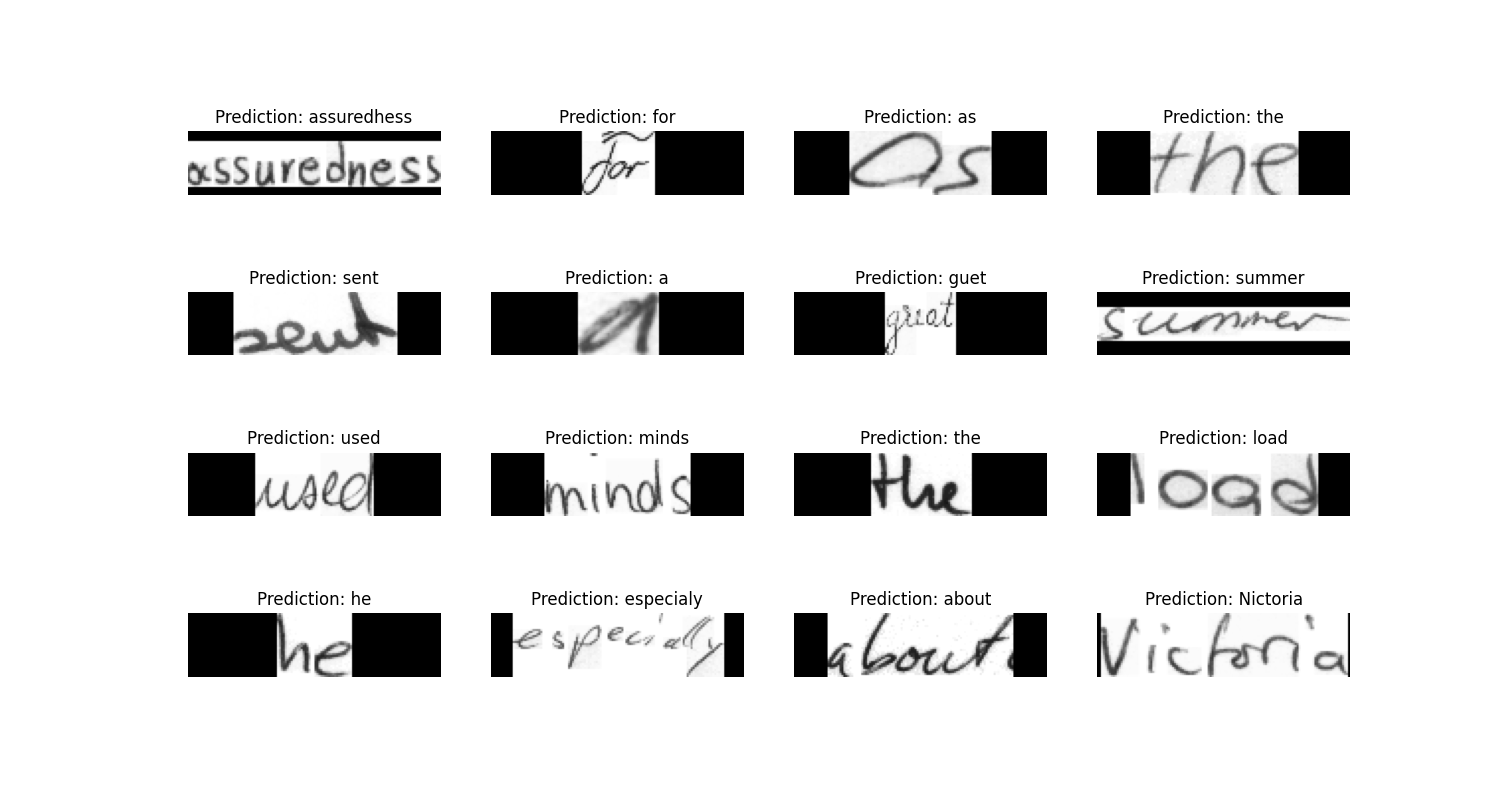 Prediction: assuredhess Prediction: for Prediction: as Prediction: the
assuredness for as the
Prediction: sent Prediction: a Prediction: guet Prediction: summer
sent a great summer
Prediction: used Prediction: minds Prediction: the Prediction: load
used minds the load
Prediction: he Prediction: especialy Prediction: about Prediction: Nictoria
he especially about Victoria